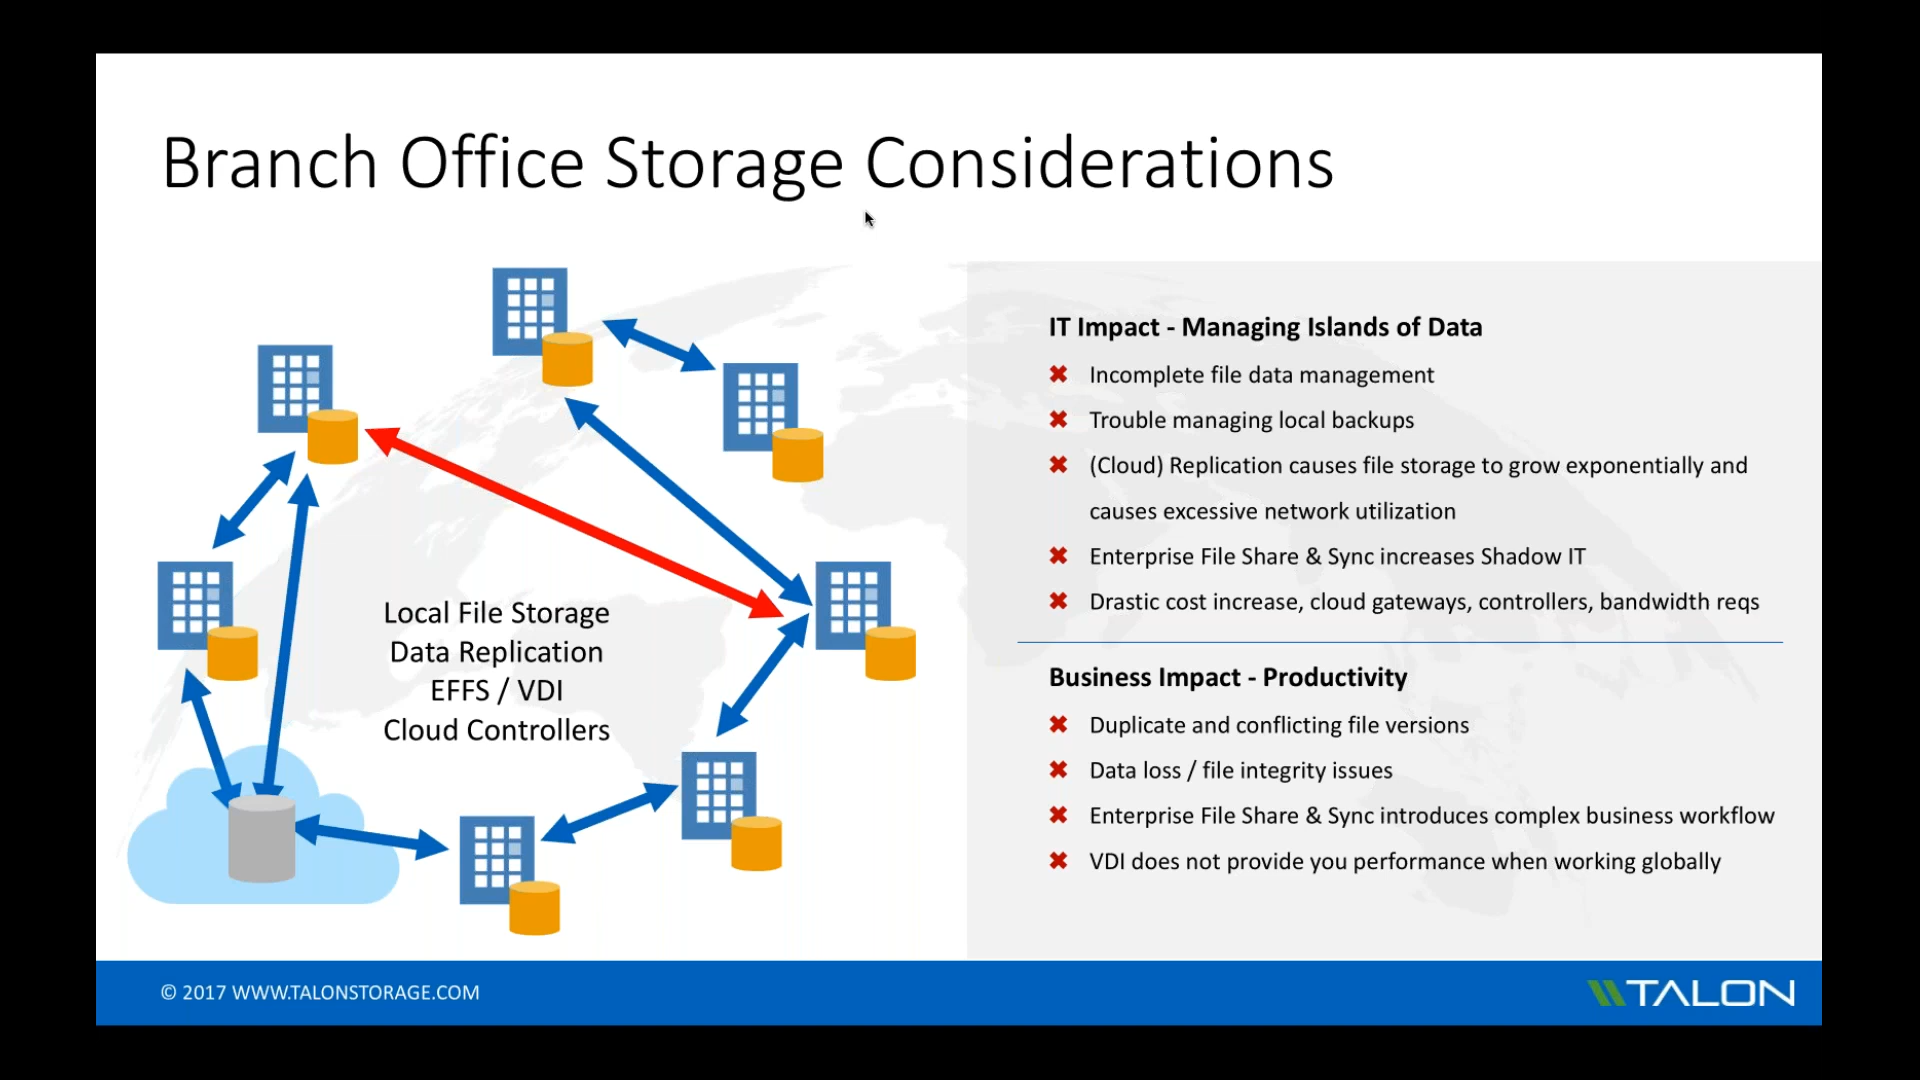 Branch Office Storage Considerations
Local File Storage
Data Replication
EFFS / VDI
Cloud Controllers
IT Impact - Managing Islands of Data
✖ Incomplete file data management
✖ Trouble managing local backups
✖ (Cloud) Replication causes file storage to grow exponentially and
causes excessive network utilization
✖ Enterprise File Share & Sync increases Shadow IT
✖ Drastic cost increase, cloud gateways, controllers, bandwidth reqs
Business Impact - Productivity
✖ Duplicate and conflicting file versions
✖ Data loss / file integrity issues
✖ Enterprise File Share & Sync introduces complex business workflow
✖ VDI does not provide you performance when working globally
© 2017 WWW.TALONSTORAGE.COM
TALON